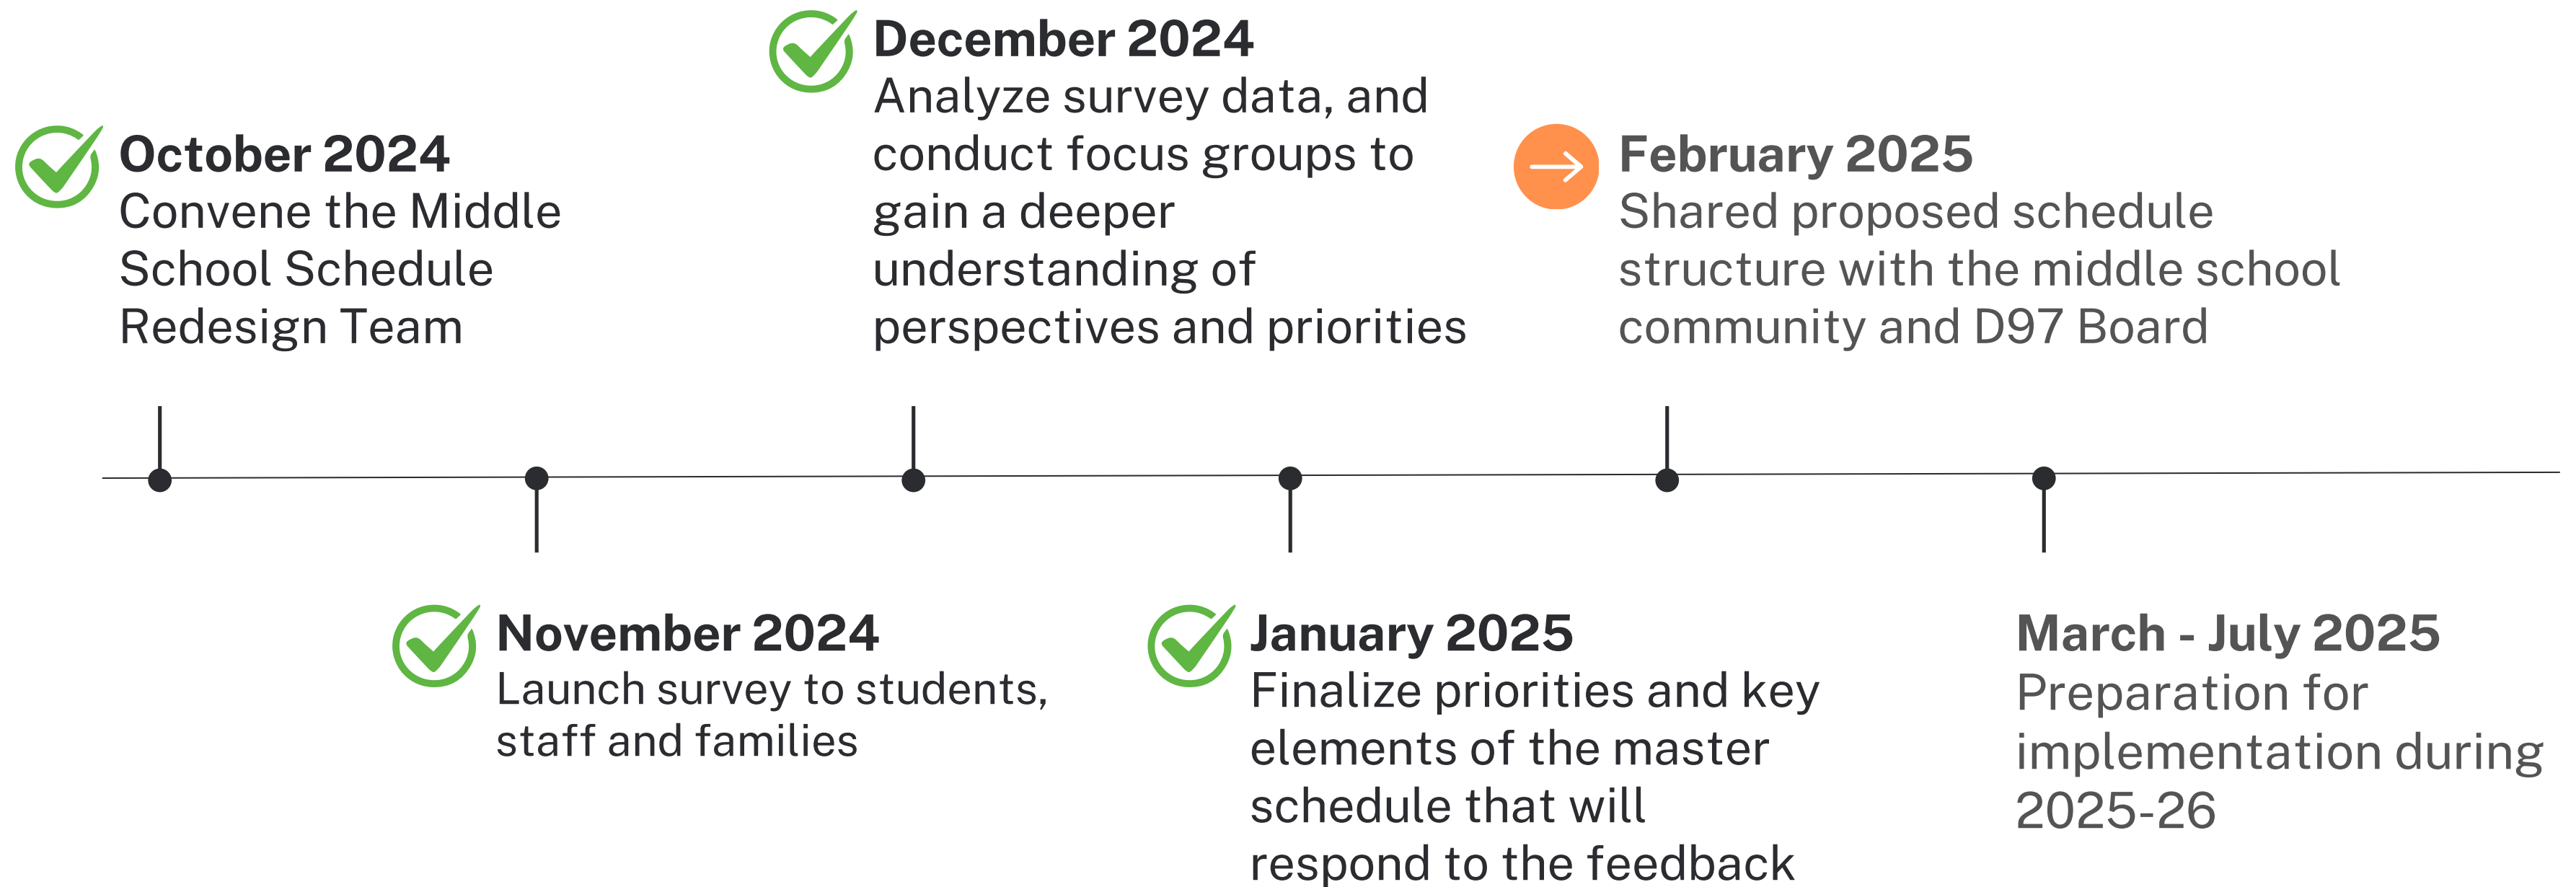 October 2024
Convene the Middle
School Schedule
Redesign Team
November 2024
Launch survey to students,
staff and families
December 2024
Analyze survey data, and
conduct focus groups to
gain a deeper
understanding of
perspectives and priorities
January 2025
Finalize priorities and key
elements of the master
schedule that will
respond to the feedback
February 2025
Shared proposed schedule
structure with the middle school
community and D97 Board
March - July 2025
Preparation for
implementation during
2025-26